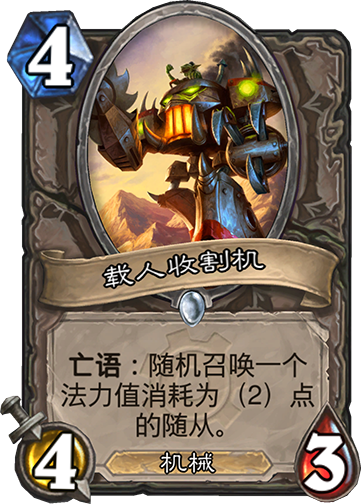 4
载人收割机
亡语：随机召唤一个
法力值消耗为（2）点
的随从。
4
机械
3